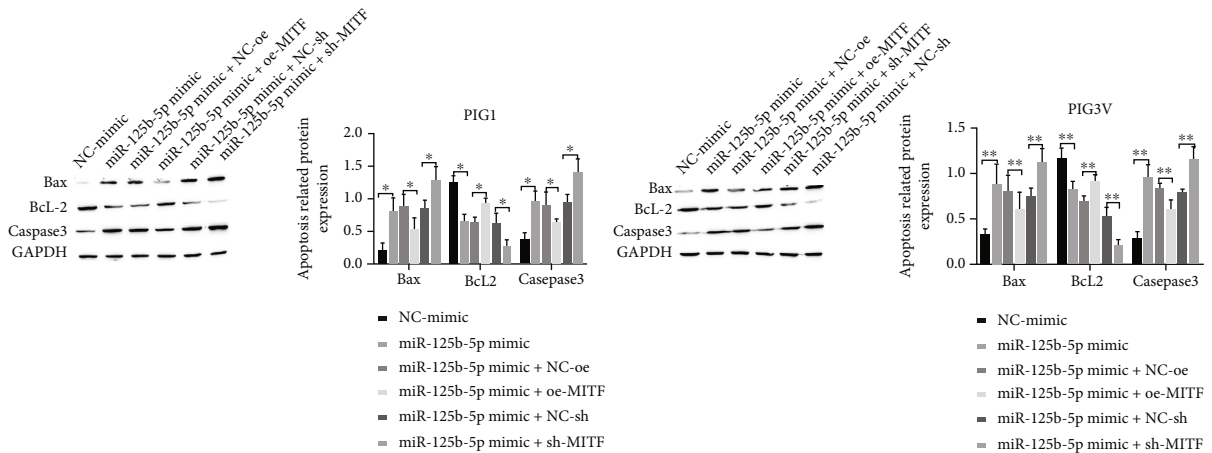 NC-mimic
miR-125b-5p mimic
miR-125b-5p mimic + NC-oe
miR-125b-5p mimic + oe-MITF
miR-125b-5p mimic + NC-sh
miR-125b-5p mimic + sh-MITF
Bax
BcL-2
Caspase3
GAPDH
PIG1
Apoptosis related protein
expression
2.0
1.5
1.0
0.5
0.0
* * * * * * * * *
Bax BcL2 Casepase3
NC-mimic
miR-125b-5p mimic
miR-125b-5p mimic + NC-oe
miR-125b-5p mimic + oe-MITF
miR-125b-5p mimic + NC-sh
miR-125b-5p mimic + sh-MITF
NC-mimic
miR-125b-5p mimic
miR-125b-5p mimic + NC-oe
miR-125b-5p mimic + oe-MITF
miR-125b-5p mimic + sh-MITF
miR-125b-5p mimic + NC-sh
Bax
BcL-2
Caspase3
GAPDH
PIG3V
Apoptosis related protein
expression
1.5
1.0
0.5
0.0
** ** ** ** ** ** ** ** **
Bax BcL2 Casepase3
NC-mimic
miR-125b-5p mimic
miR-125b-5p mimic + NC-oe
miR-125b-5p mimic + oe-MITF
miR-125b-5p mimic + NC-sh
miR-125b-5p mimic + sh-MITF